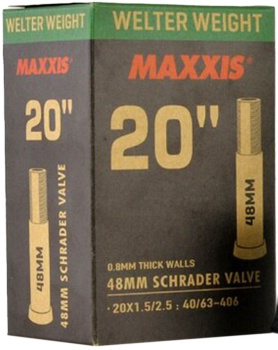 WELTER WEIGHT
WELTER WEIGHT
MAXXIS®
MAXXIS®
20"
20"
48MM
48MM SCHRADER VALVE
48MM
0.8MM THICK WALLS
48MM SCHRADER VALVE
·20X1.5/2.5 : 40/63-406